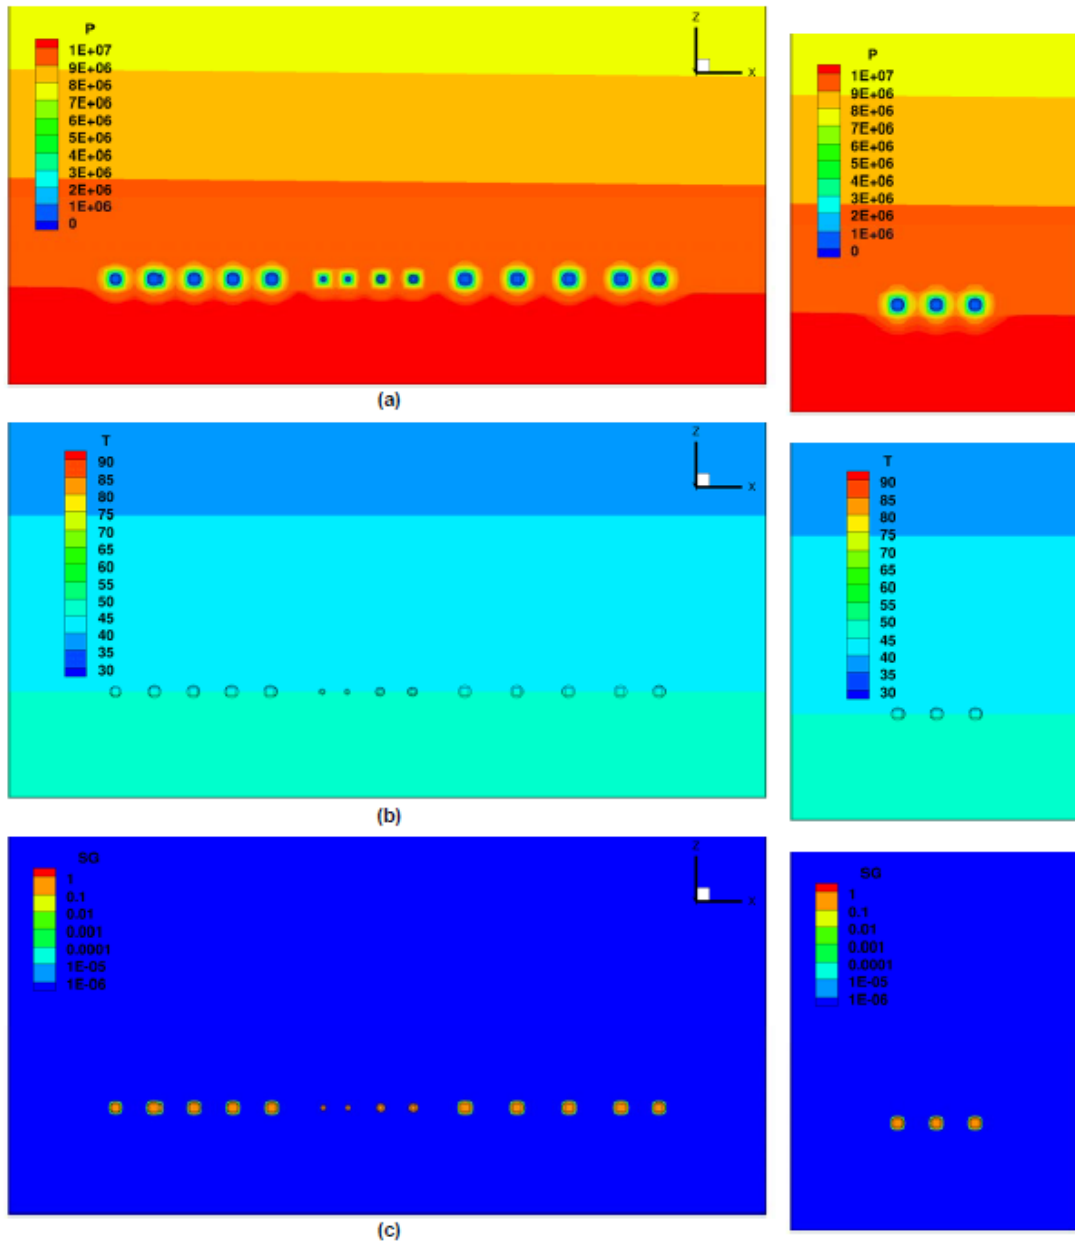 P
1E+07
9E+06
8E+06
7E+06
6E+06
5E+06
4E+06
3E+06
2E+06
1E+06
0
Z
X
P
1E+07
9E+06
8E+06
7E+06
6E+06
5E+06
4E+06
3E+06
2E+06
1E+06
0
(a)
T
90
85
80
75
70
65
60
55
50
45
40
35
30
Z
X
T
90
85
80
75
70
65
60
55
50
45
40
35
30
(b)
SG
1
0.1
0.01
0.001
0.0001
1E-05
1E-06
Z
X
SG
1
0.1
0.01
0.001
0.0001
1E-05
1E-06
(c)